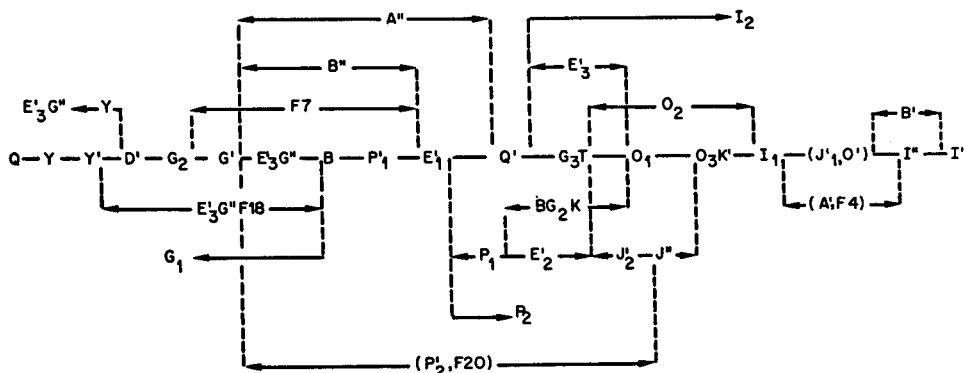 A"
I₂
B"
E'₃
E'₃G" Y
F7
O₂
B'
Q Y Y' D' G₂ G' E'₃G" B P'₁ E'₁ Q' G₃T O₁ O₃K' I₁ (J'₁,O') I" I'
E'₃G"F18
BG₂K
(A',F4)
G₁
P₁ E'₂ J'₂ J"
P₂
(P'₂,F20)